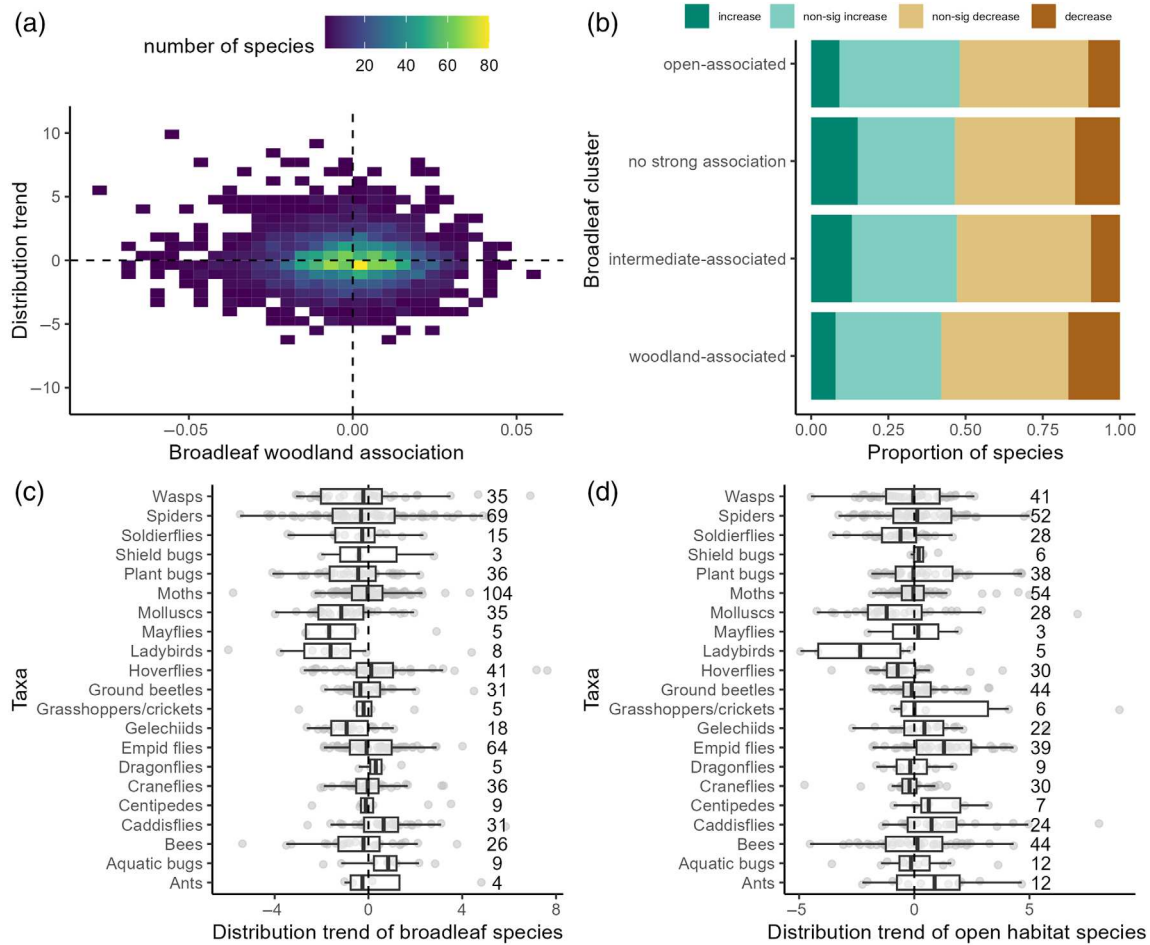 (a)
number of species
20 40 60 80
10
5
0
−5
−10
Distribution trend
−0.05 0.00 0.05
Broadleaf woodland association
(b)
increase non-sig increase non-sig decrease decrease
open-associated
no strong association
intermediate-associated
woodland-associated
Broadleaf cluster
0.00 0.25 0.50 0.75 1.00
Proportion of species
(c)
Wasps 35
Spiders 69
Soldierflies 15
Shield bugs 3
Plant bugs 36
Moths 104
Molluscs 35
Mayflies 5
Ladybirds 8
Hoverflies 41
Ground beetles 31
Grasshoppers/crickets 5
Gelechiids 18
Empid flies 64
Dragonflies 5
Craneflies 36
Centipedes 9
Caddisflies 31
Bees 26
Aquatic bugs 9
Ants 4
Taxa
−4 0 4 8
Distribution trend of broadleaf species
(d)
Wasps 41
Spiders 52
Soldierflies 28
Shield bugs 6
Plant bugs 38
Moths 54
Molluscs 28
Mayflies 3
Ladybirds 5
Hoverflies 30
Ground beetles 44
Grasshoppers/crickets 6
Gelechiids 22
Empid flies 39
Dragonflies 9
Craneflies 30
Centipedes 7
Caddisflies 24
Bees 44
Aquatic bugs 12
Ants 12
Taxa
−5 0 5
Distribution trend of open habitat species